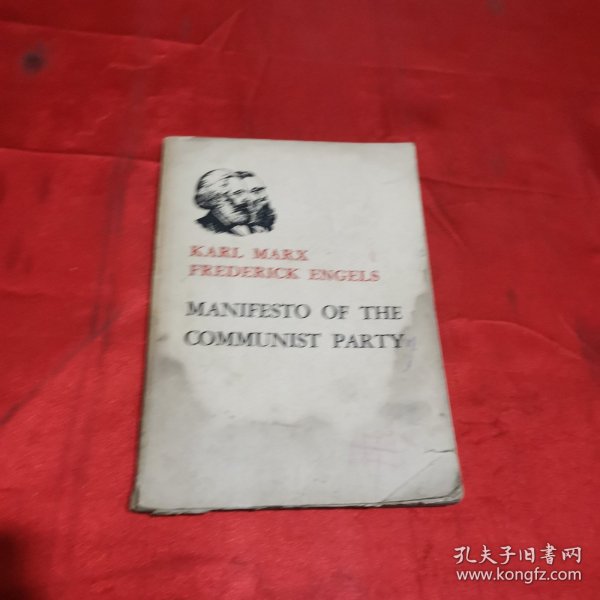 KARL MARX
FREDERICK ENGELS
MANIFESTO OF THE
COMMUNIST PARTY
孔夫子旧书网
www.kongfz.com